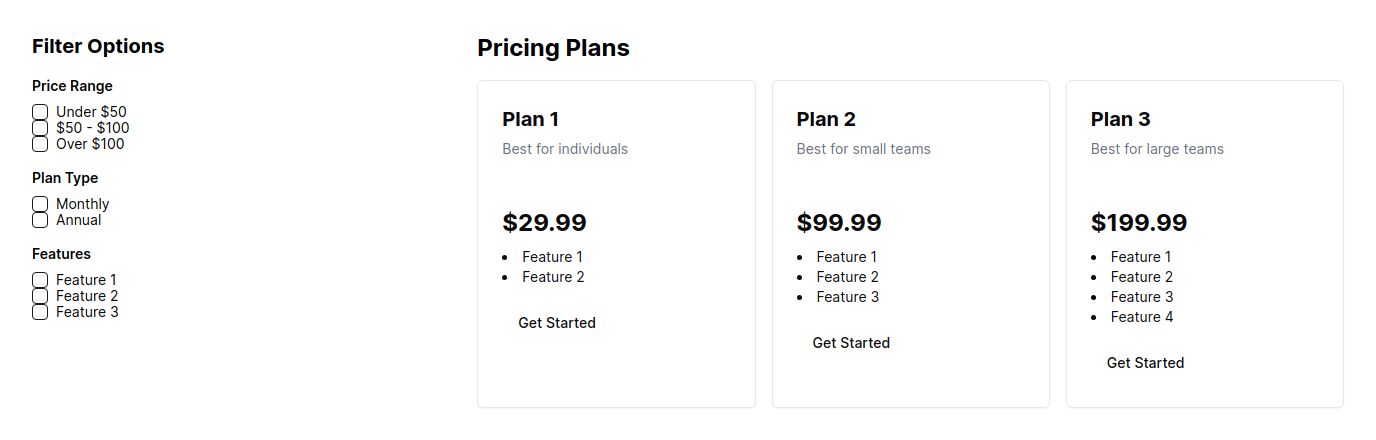 Filter Options
Price Range
Under $50
$50 - $100
Over $100
Plan Type
Monthly
Annual
Features
Feature 1
Feature 2
Feature 3
Pricing Plans
Plan 1
Best for individuals
$29.99
Feature 1
Feature 2
Get Started
Plan 2
Best for small teams
$99.99
Feature 1
Feature 2
Feature 3
Get Started
Plan 3
Best for large teams
$199.99
Feature 1
Feature 2
Feature 3
Feature 4
Get Started